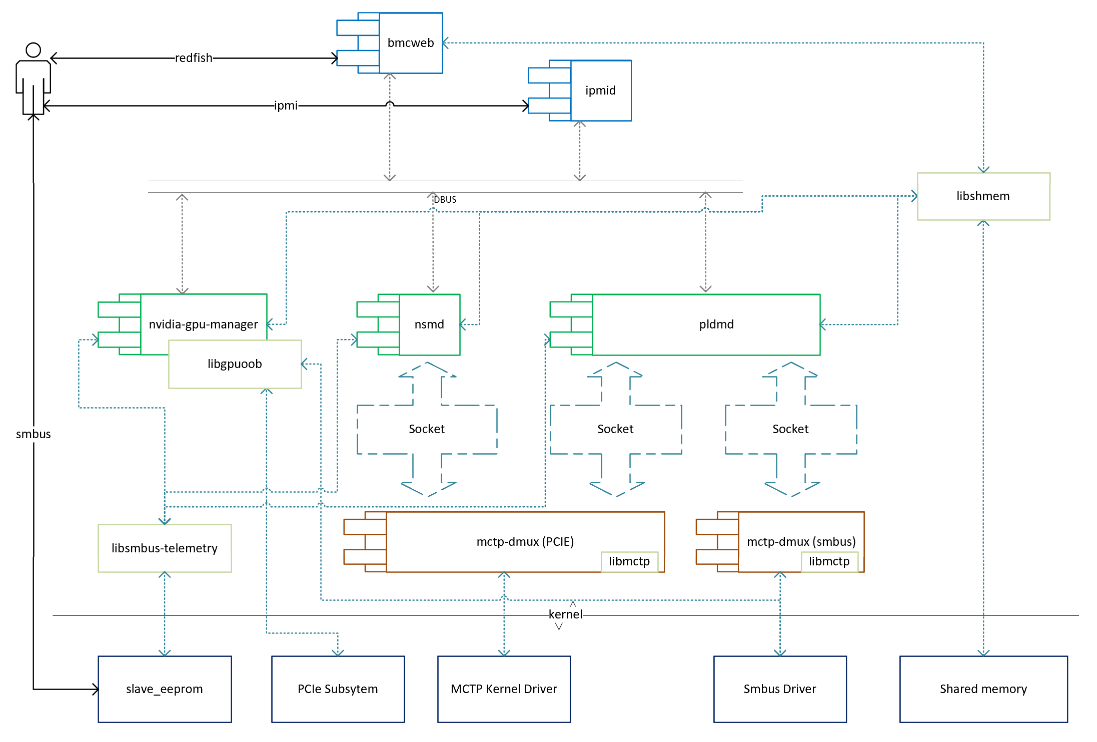 bmcweb
redfish
ipmid
ipmi
libshmem
DBUS
nvidia-gpu-manager
nsmd
pldmd
libgpuoob
Socket
Socket
Socket
smbus
mctp-dmux (PCIE)
mctp-dmux (smbus)
libsmbus-telemetry
libmctp
libmctp
kernel
slave_eeprom
PCIe Subsytem
MCTP Kernel Driver
Smbus Driver
Shared memory